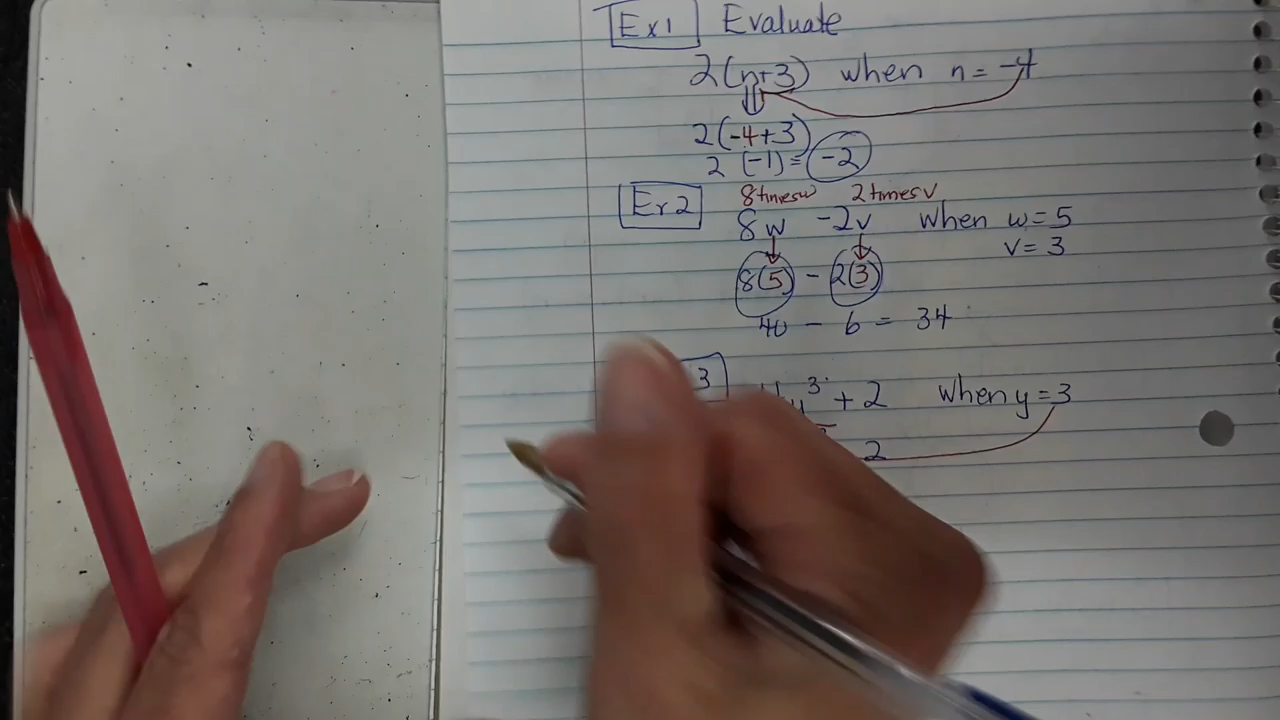 Ex1 Evaluate
2(n+3) when n = -4
2(-4+3)
2 (-1) = -2
8 times w 2 times v
Ex2 8w -2v when w=5
v=3
8(5) - 2(3)
40 - 6 = 34
3 y³ + 2 when y=3
2